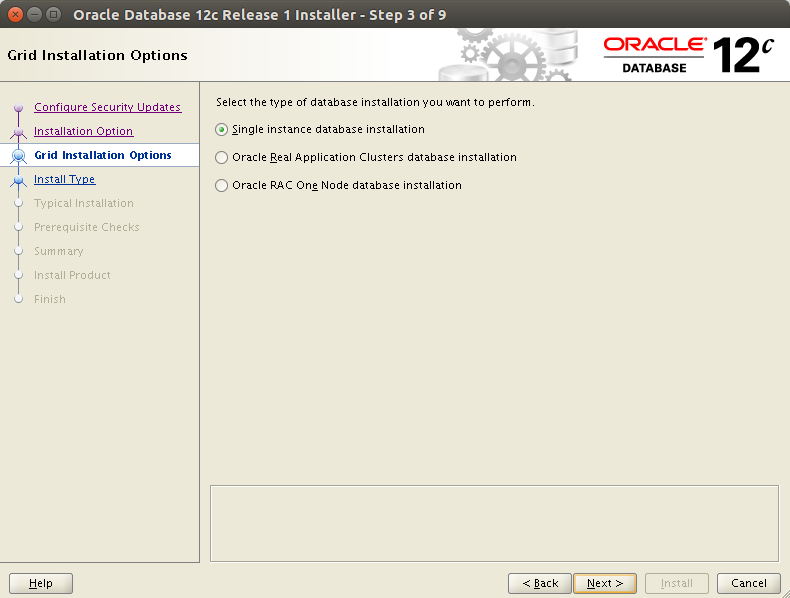 Oracle Database 12c Release 1 Installer - Step 3 of 9
Grid Installation Options
ORACLE®
DATABASE
12c
Configure Security Updates
Installation Option
Grid Installation Options
Install Type
Typical Installation
Prerequisite Checks
Summary
Install Product
Finish
Select the type of database installation you want to perform.
Single instance database installation
Oracle Real Application Clusters database installation
Oracle RAC One Node database installation
Help
< Back
Next >
Install
Cancel